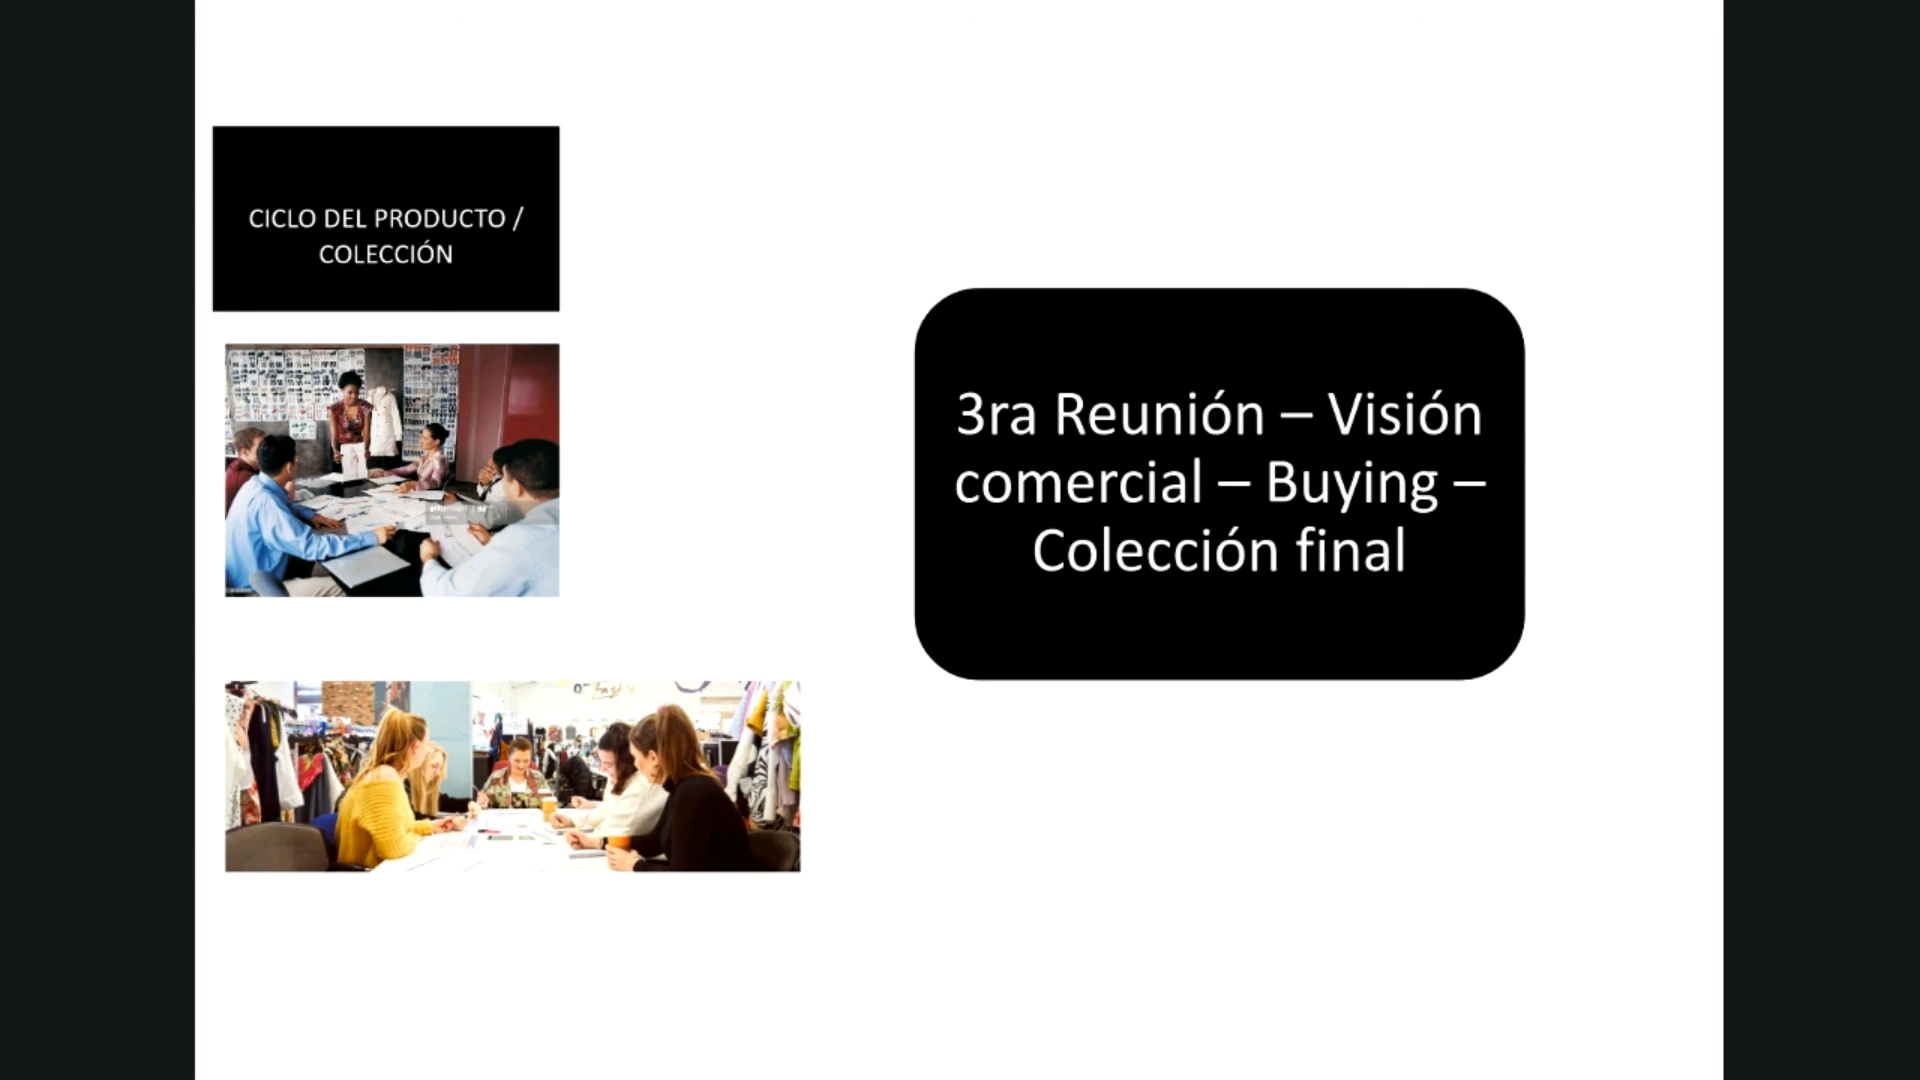 CICLO DEL PRODUCTO /
COLECCIÓN
3ra Reunión – Visión
comercial – Buying –
Colección final